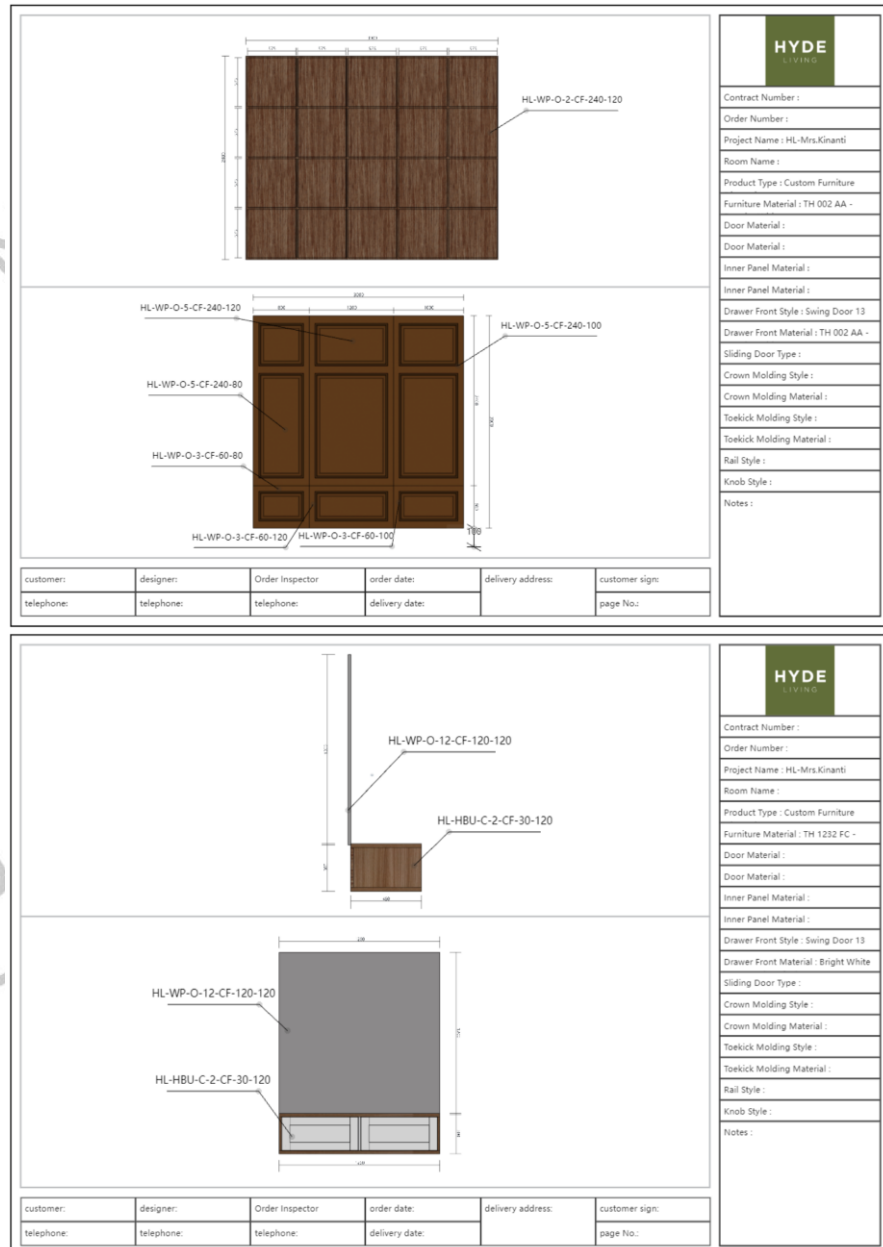 HL-WP-O-2-CF-240-120
HL-WP-O-5-CF-240-120
HL-WP-O-5-CF-240-100
HL-WP-O-5-CF-240-80
HL-WP-O-3-CF-60-80
HL-WP-O-3-CF-60-120
HL-WP-O-3-CF-60-100
100
HYDE
LIVING
Contract Number :
Order Number :
Project Name : HL-Mrs.Kinanti
Room Name :
Product Type : Custom Furniture
Furniture Material : TH 002 AA -
Door Material :
Door Material :
Inner Panel Material :
Inner Panel Material :
Drawer Front Style : Swing Door 13
Drawer Front Material : TH 002 AA -
Sliding Door Type :
Crown Molding Style :
Crown Molding Material :
Toekick Molding Style :
Toekick Molding Material :
Rail Style :
Knob Style :
Notes :
customer: designer: Order Inspector order date: delivery address: customer sign:
telephone: telephone: telephone: delivery date: page No.:
HL-WP-O-12-CF-120-120
HL-HBU-C-2-CF-30-120
HL-WP-O-12-CF-120-120
HL-HBU-C-2-CF-30-120
HYDE
LIVING
Contract Number :
Order Number :
Project Name : HL-Mrs.Kinanti
Room Name :
Product Type : Custom Furniture
Furniture Material : TH 1232 FC -
Door Material :
Door Material :
Inner Panel Material :
Inner Panel Material :
Drawer Front Style : Swing Door 13
Drawer Front Material : Bright White
Sliding Door Type :
Crown Molding Style :
Crown Molding Material :
Toekick Molding Style :
Toekick Molding Material :
Rail Style :
Knob Style :
Notes :
customer: designer: Order Inspector order date: delivery address: customer sign:
telephone: telephone: telephone: delivery date: page No.: